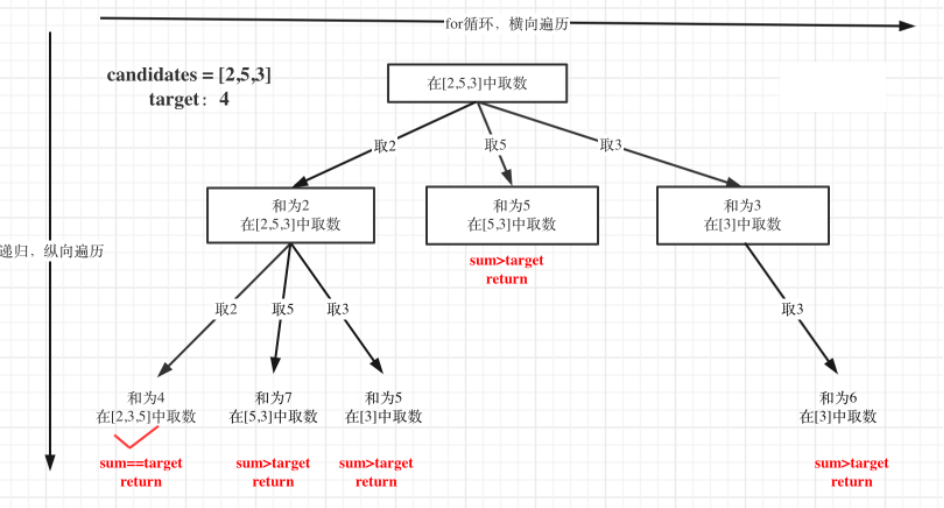 for循环，横向遍历
candidates = [2,5,3]
target：4
在[2,5,3]中取数
取2
取5
取3
和为2
在[2,5,3]中取数
和为5
在[5,3]中取数
和为3
在[3]中取数
递归，纵向遍历
sum>target
return
取2
取5
取3
取3
和为4
在[2,3,5]中取数
和为7
在[5,3]中取数
和为5
在[3]中取数
和为6
在[3]中取数
sum==target
return
sum>target
return
sum>target
return
sum>target
return